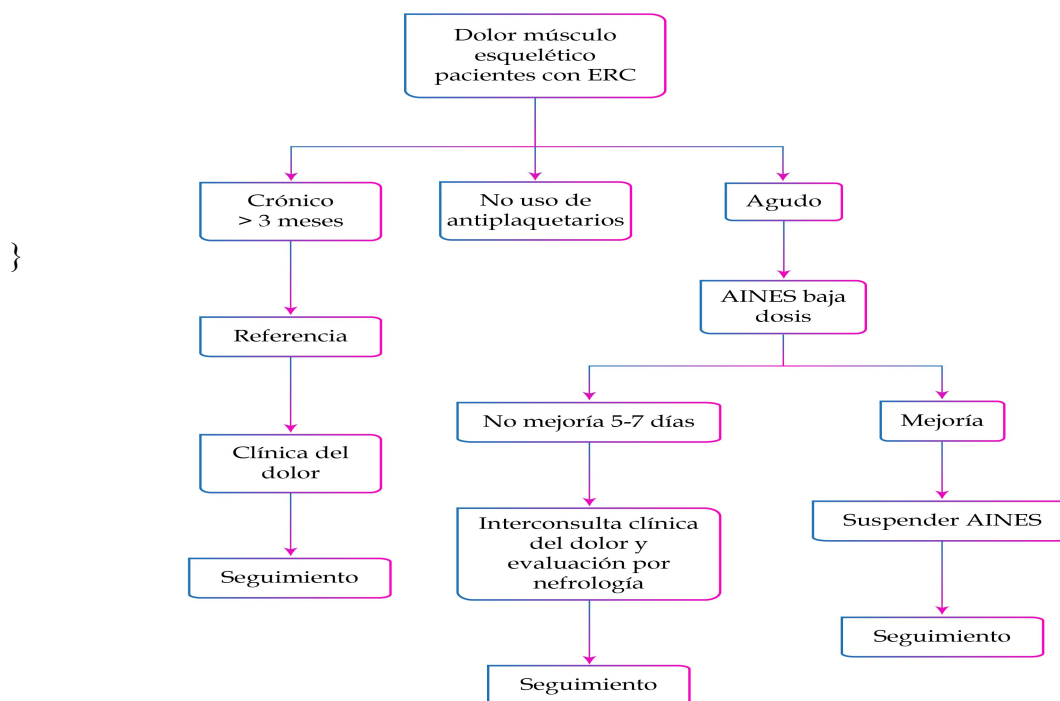 Dolor músculo
esquelético
pacientes con ERC
Crónico
> 3 meses
No uso de
antiplaquetarios
Agudo
}
AINES baja
dosis
Referencia
No mejoría 5-7 días
Mejoría
Clínica del
dolor
Interconsulta clínica
del dolor y
evaluación por
nefrología
Suspender AINES
Seguimiento
Seguimiento
Seguimiento